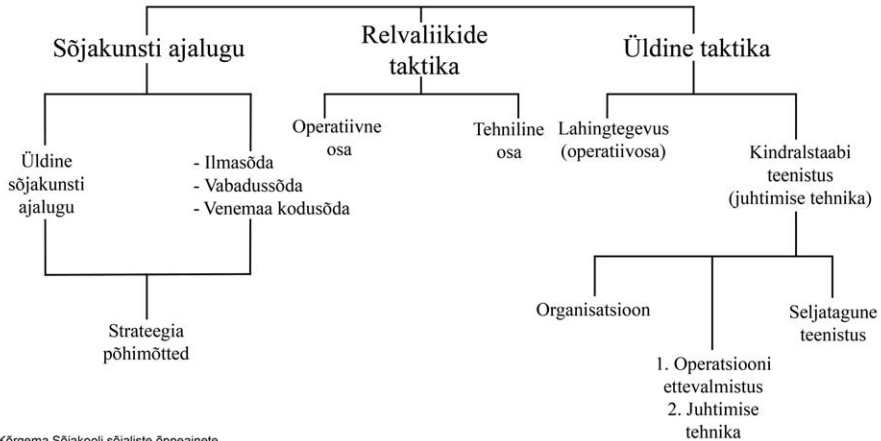 Sõjakunsti ajalugu
Relvaliikide
taktika
Üldine taktika
Üldine
sõjakunsti
ajalugu
- Ilmasõda
- Vabadussõda
- Venemaa kodusõda
Strateegia
põhimõtted
Operatiivne
osa
Tehniline
osa
Lahingtegevus
(operatiivosa)
Kindralstaabi
teenistus
(juhtimise tehnika)
Organisatsioon
1. Operatsiooni
ettevalmistus
2. Juhtimise
tehnika
Seljatagune
teenistus
Kõrgema Sõjakooli sõjaliste õppeainete